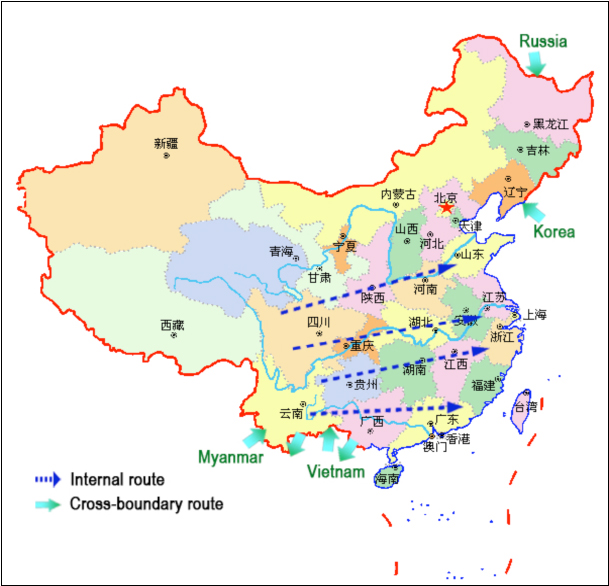 Russia
黑龙江
新疆
吉林
辽宁
内蒙古
北京
天津
Korea
山西
河北
宁夏
青海
山东
甘肃
陕西
河南
江苏
西藏
四川
湖北
安徽
上海
重庆
浙江
湖南
江西
贵州
福建
云南
台湾
广西
广东
香港
澳门
Myanmar
Vietnam
海南
Internal route
Cross-boundary route